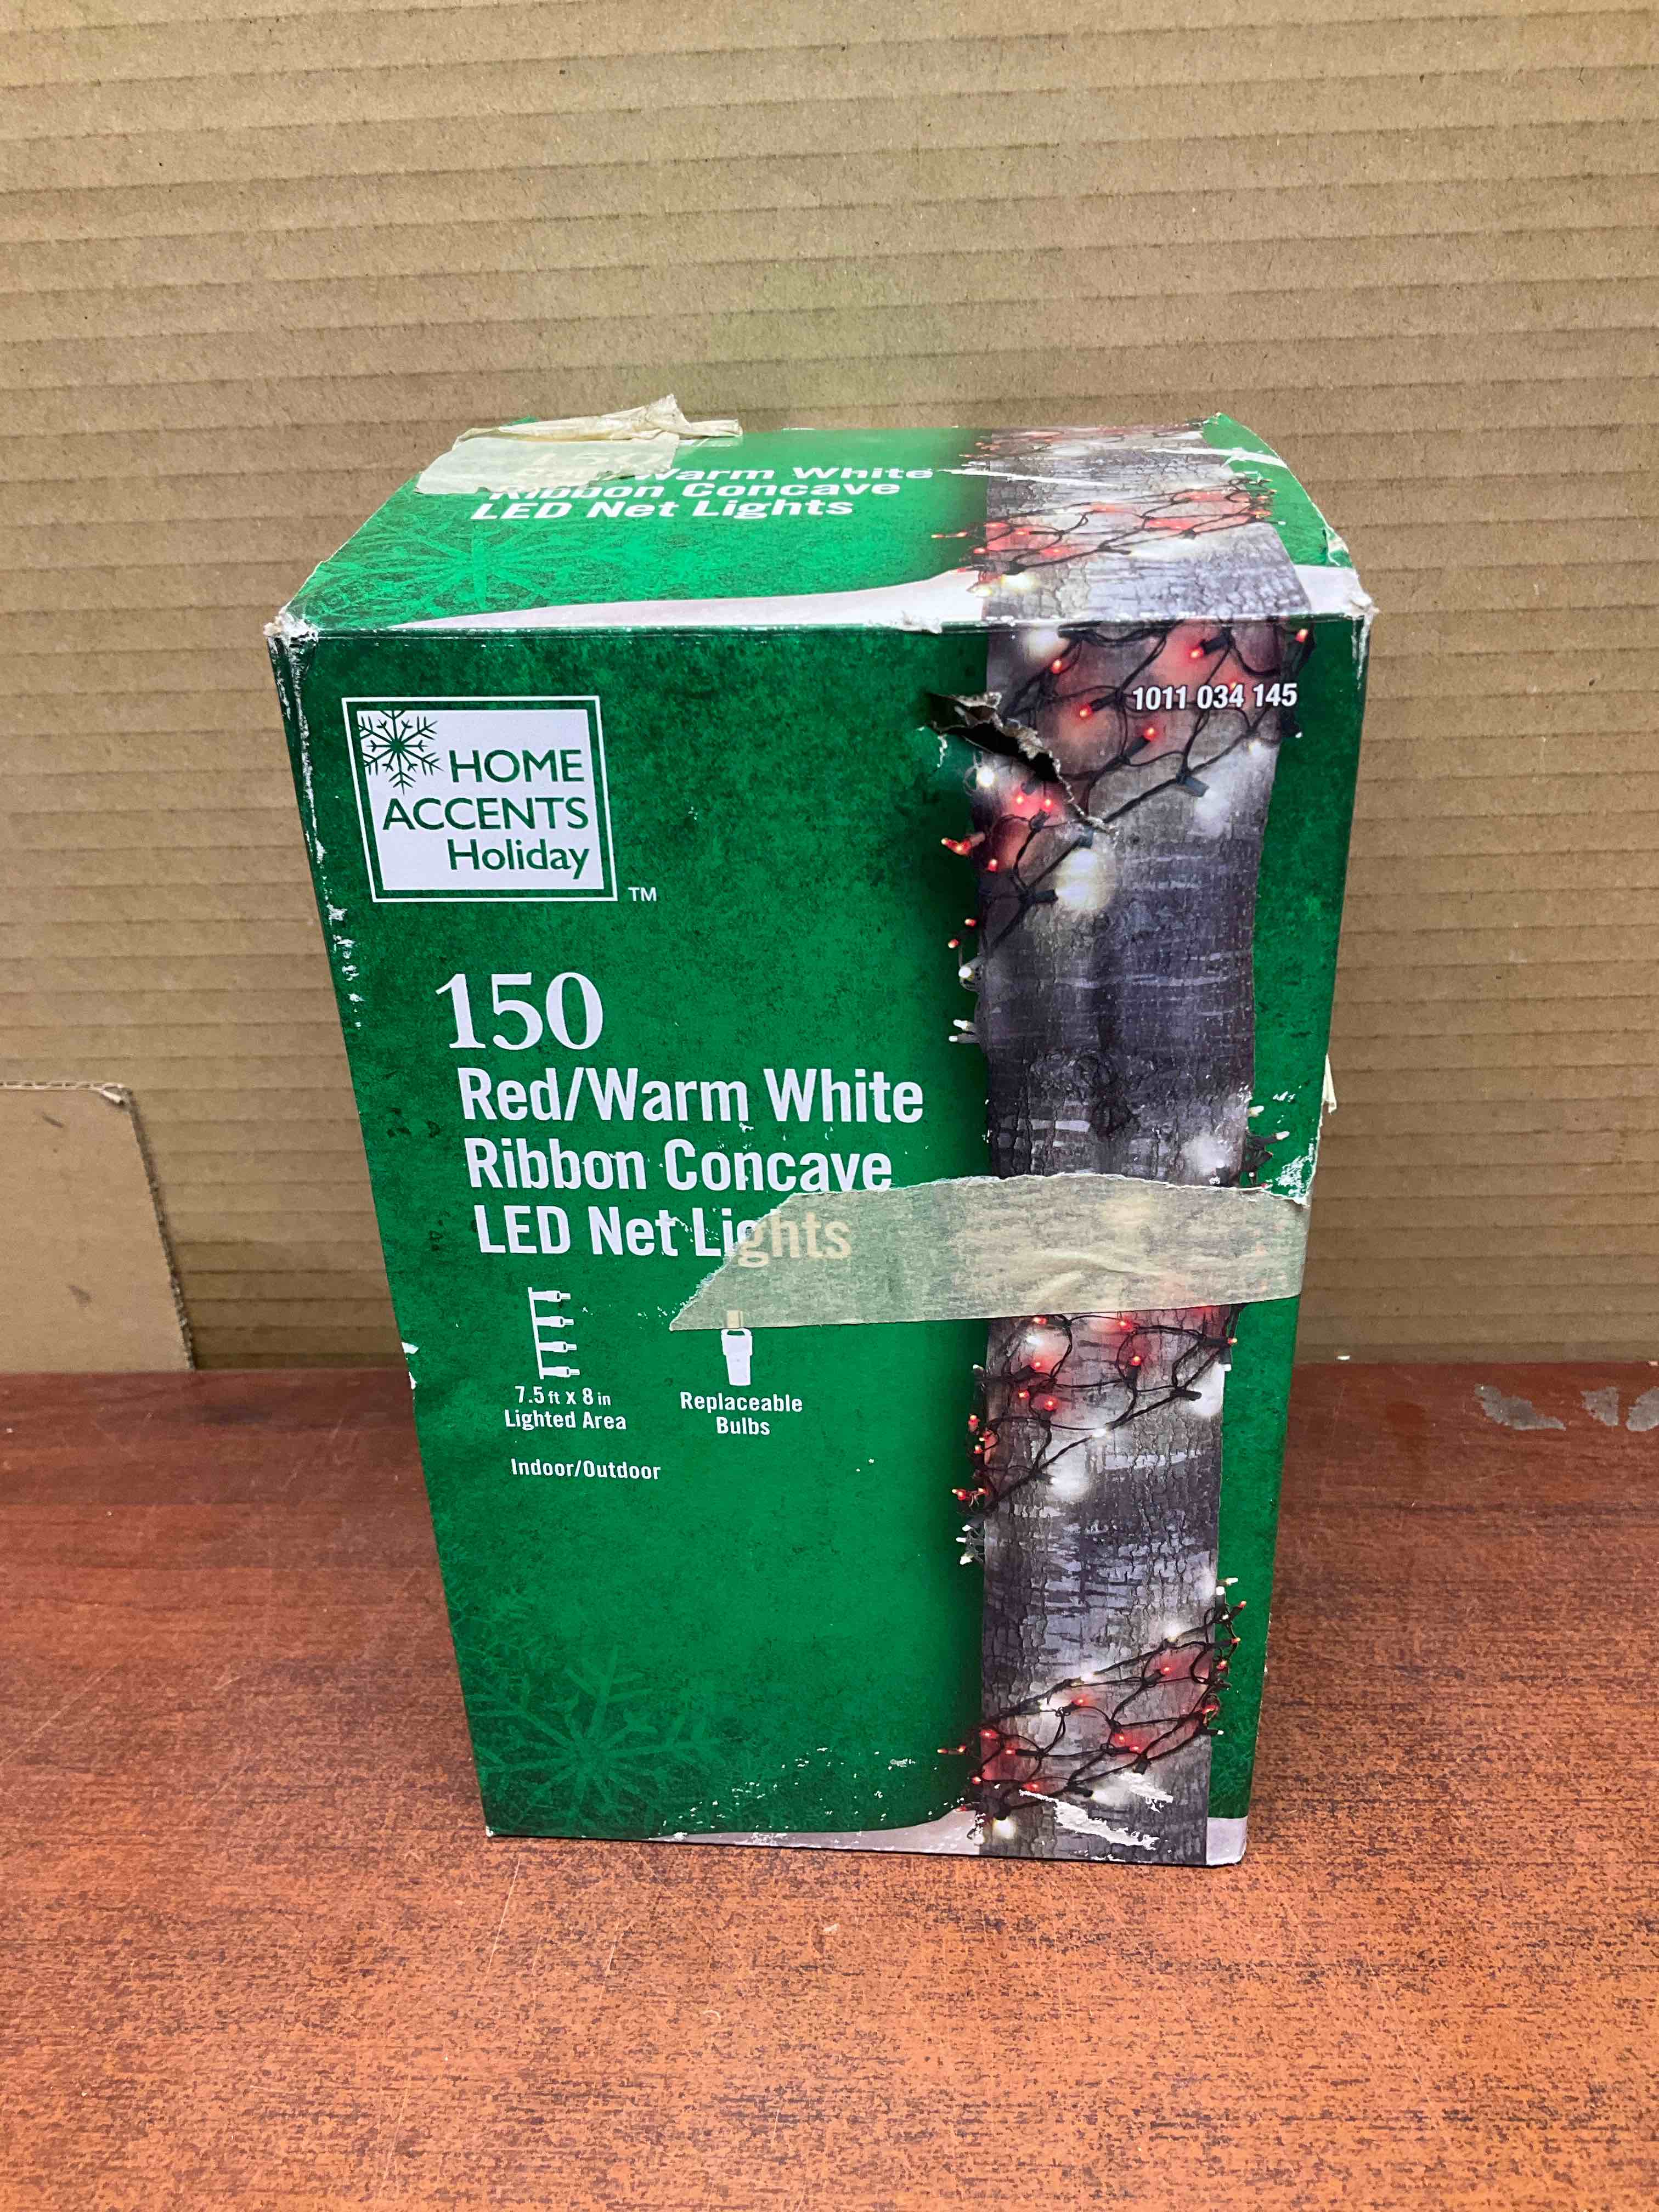 Warm White
Ribbon Concave
LED Net Lights
HOME
ACCENTS
Holiday
TM
1011 034 145
150
Red/Warm White
Ribbon Concave
LED Net Lights
7.5 ft x 8 in
Lighted Area
Replaceable
Bulbs
Indoor/Outdoor